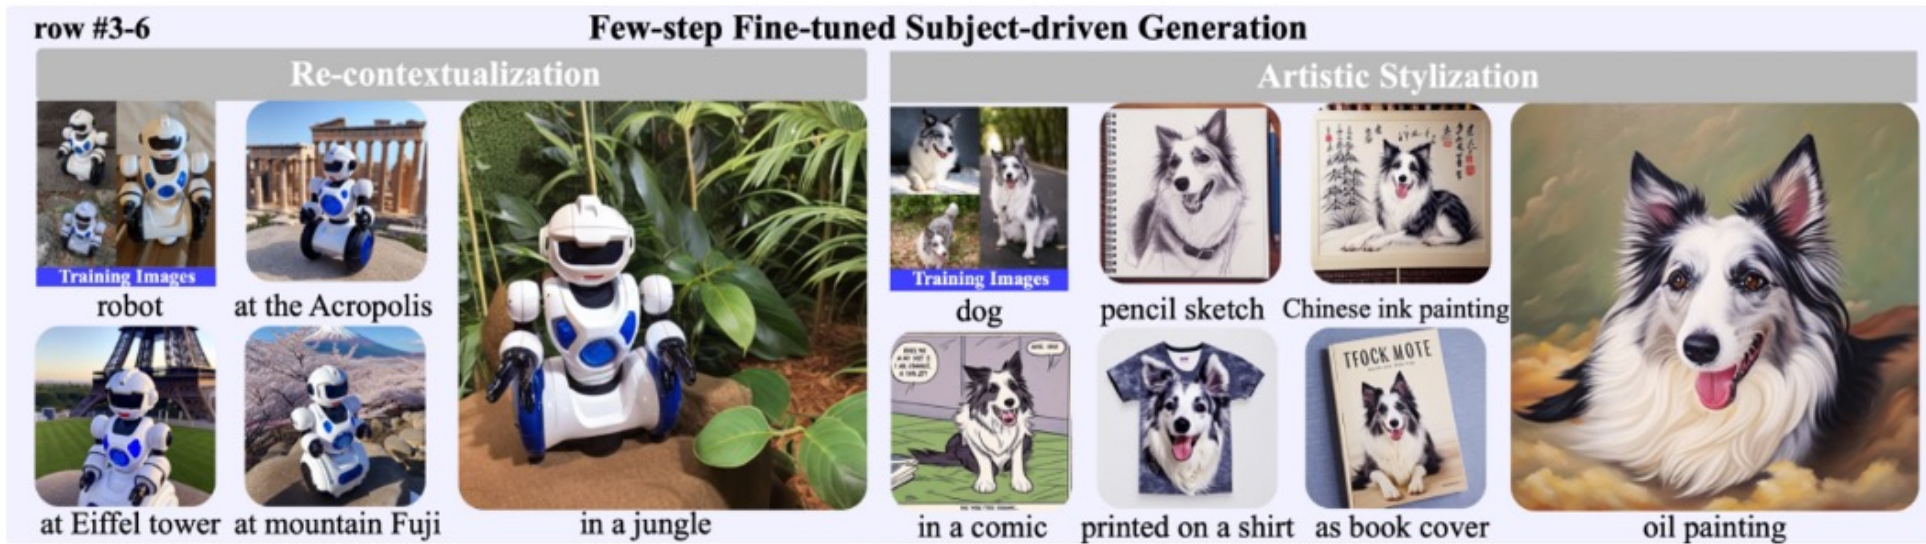 row #3-6
Few-step Fine-tuned Subject-driven Generation
Re-contextualization
Training Images
robot
at the Acropolis
at Eiffel tower
at mountain Fuji
in a jungle
Artistic Stylization
Training Images
dog
pencil sketch
Chinese ink painting
TFOCK MOTE
in a comic
printed on a shirt
as book cover
oil painting